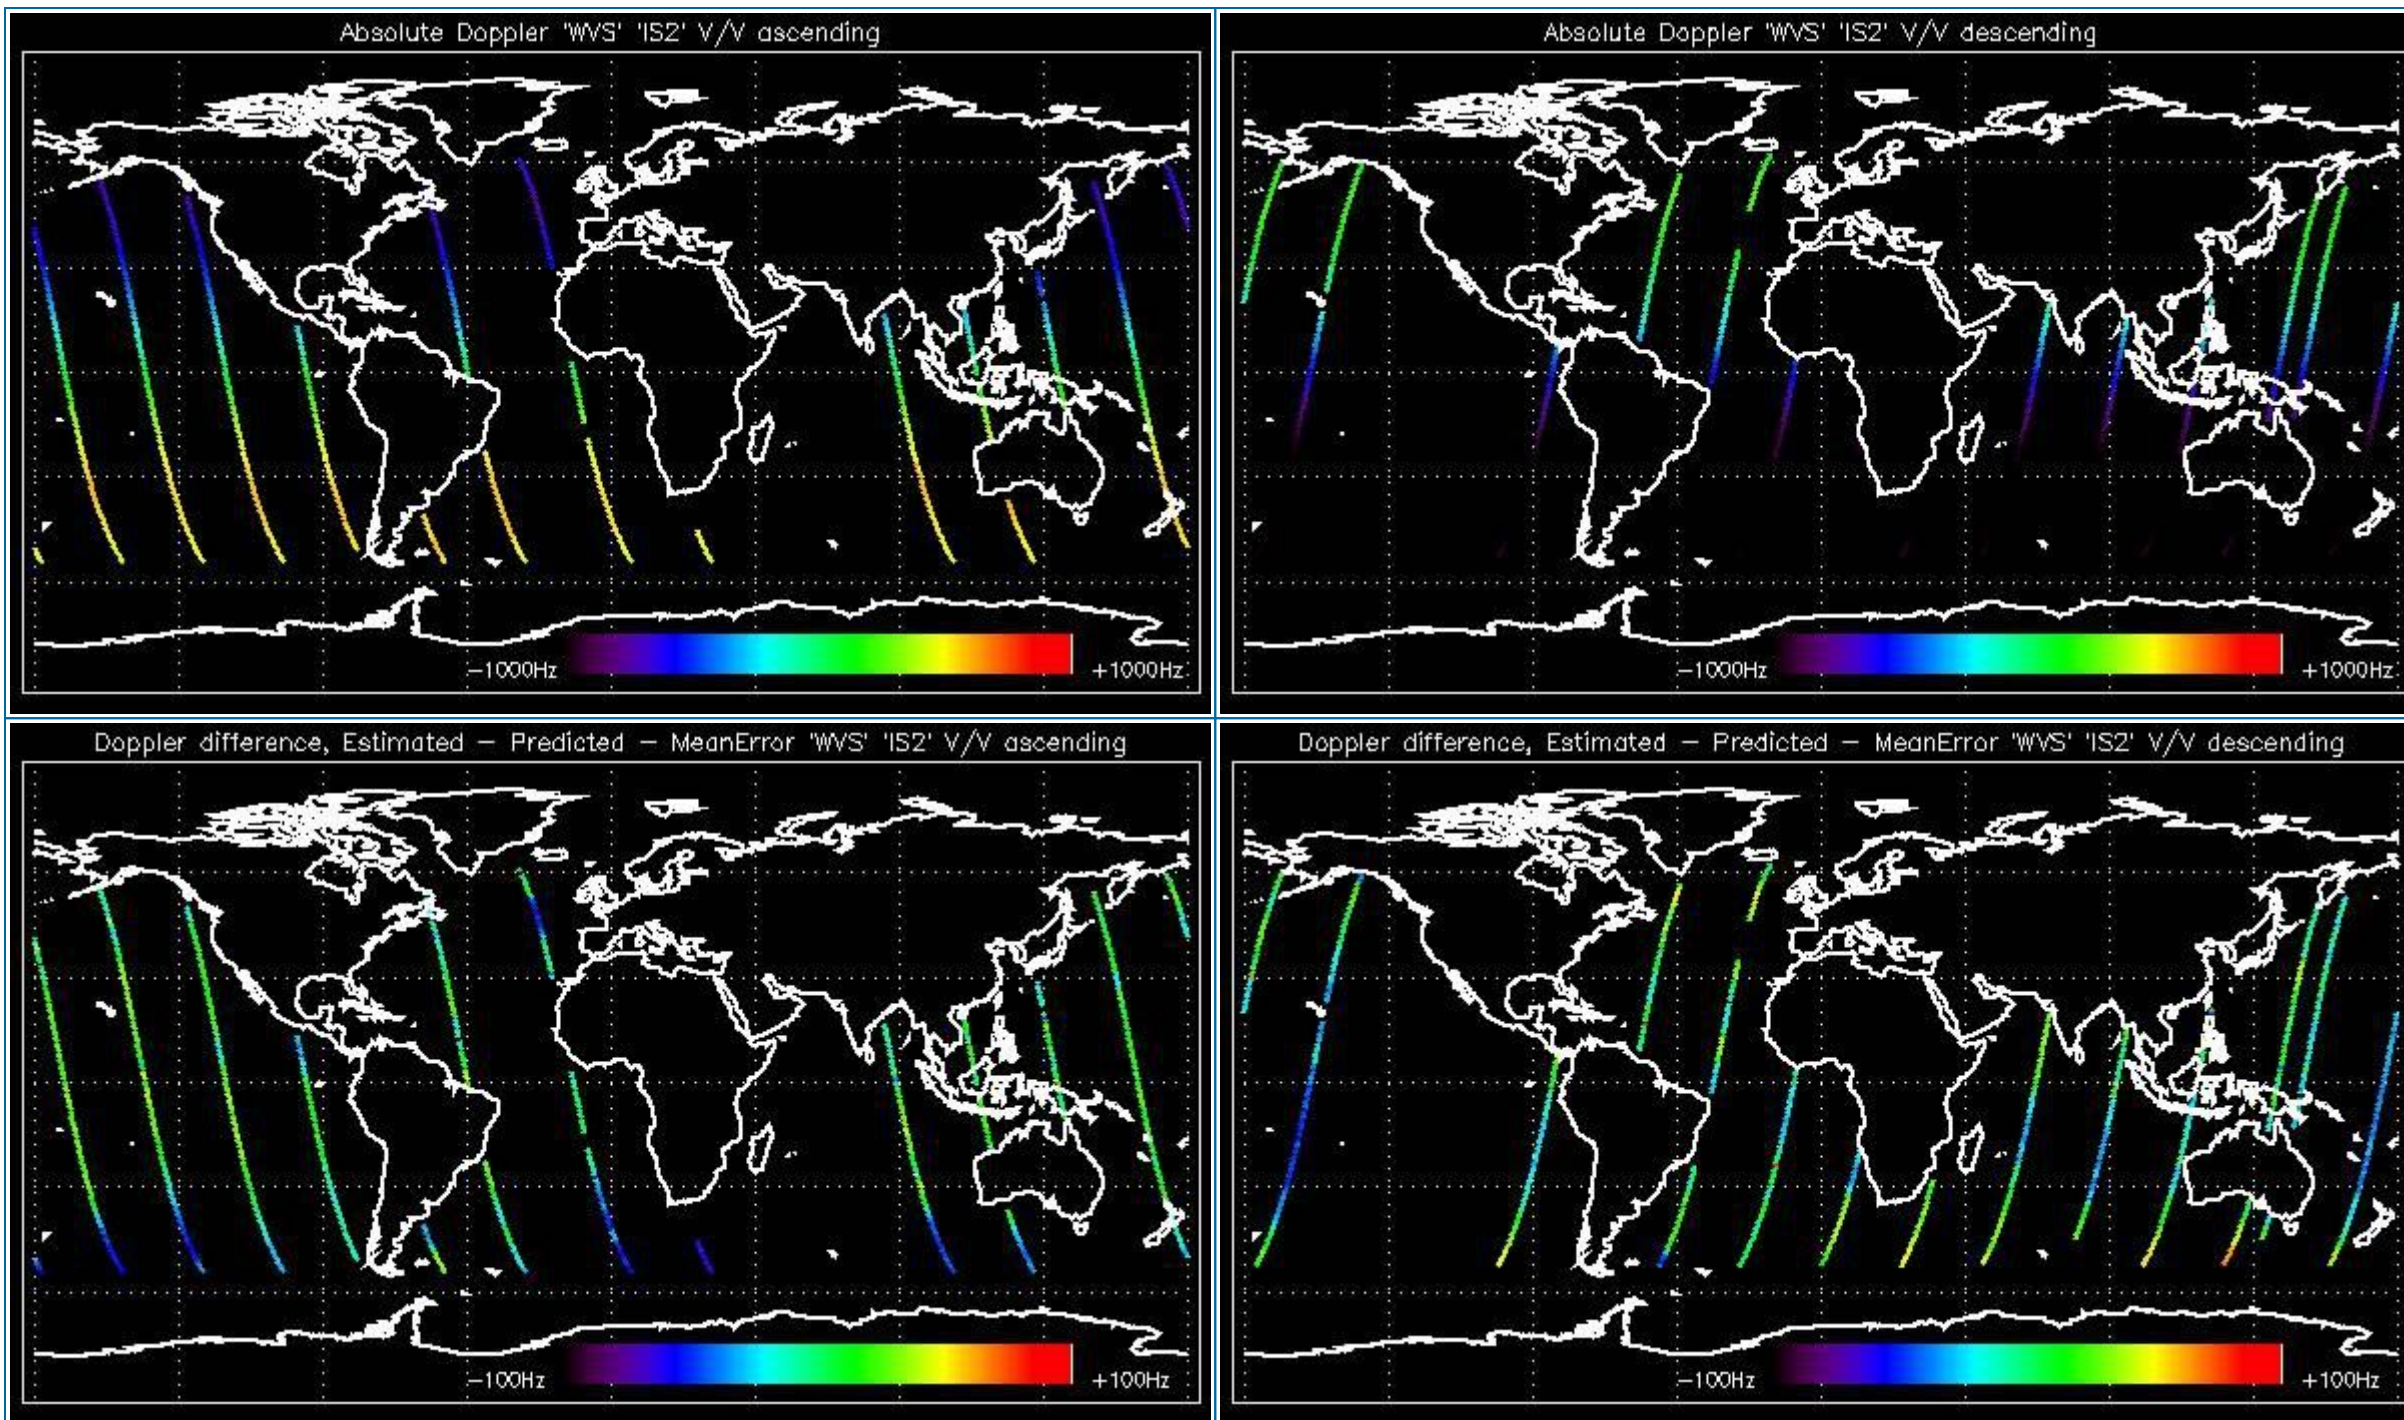 Absolute Doppler 'WVS' 'IS2' V/V ascending
−1000Hz
+1000Hz
Absolute Doppler 'WVS' 'IS2' V/V descending
−1000Hz
+1000Hz
Doppler difference, Estimated − Predicted − MeanError 'WVS' 'IS2' V/V ascending
−100Hz
+100Hz
Doppler difference, Estimated − Predicted − MeanError 'WVS' 'IS2' V/V descending
−100Hz
+100Hz